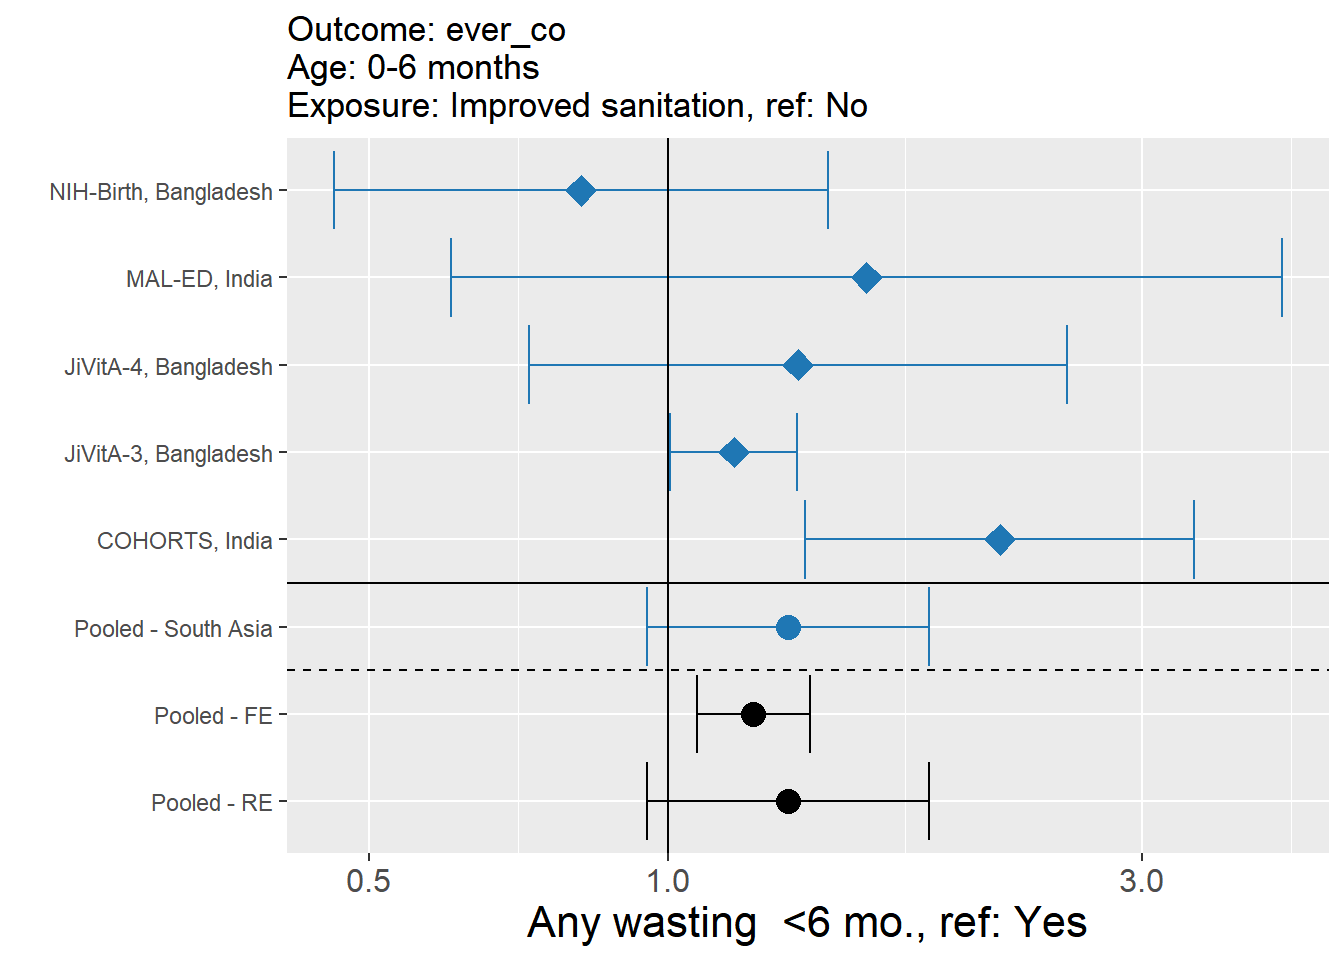 Outcome: ever_co
Age: 0-6 months
Exposure: Improved sanitation, ref: No
NIH-Birth, Bangladesh
MAL-ED, India
JiVitA-4, Bangladesh
JiVitA-3, Bangladesh
COHORTS, India
Pooled - South Asia
Pooled - FE
Pooled - RE
0.5 1.0 3.0
Any wasting  <6 mo., ref: Yes